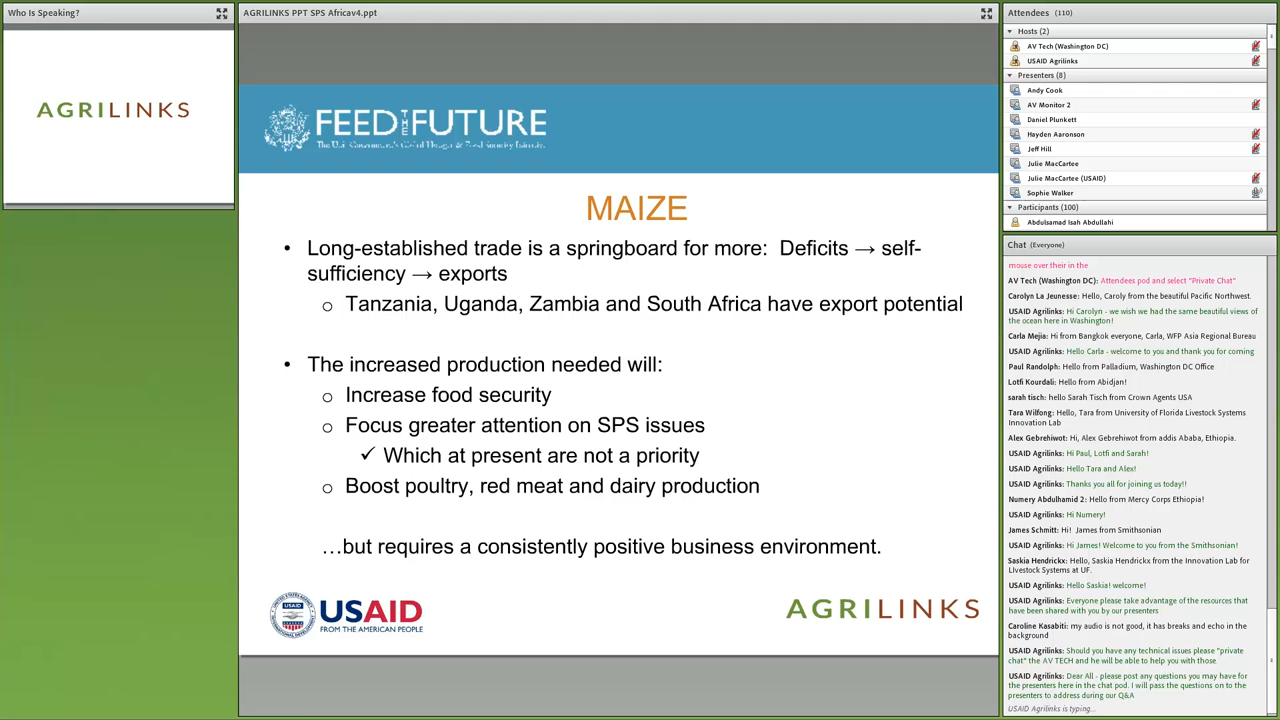 Who Is Speaking?
AGRILINKS
AGRILINKS PPT SPS Africav4.ppt
FEED THE FUTURE
The U.S. Government's Global Hunger & Food Security Initiative
MAIZE
• Long-established trade is a springboard for more: Deficits → self-
sufficiency → exports
o Tanzania, Uganda, Zambia and South Africa have export potential
• The increased production needed will:
o Increase food security
o Focus greater attention on SPS issues
✓ Which at present are not a priority
o Boost poultry, red meat and dairy production
…but requires a consistently positive business environment.
USAID
USAID
FROM THE AMERICAN PEOPLE
AGRILINKS
Attendees (110)
Hosts (2)
AV Tech (Washington DC)
USAID Agrilinks
Presenters (8)
Andy Cook
AV Monitor 2
Daniel Plunkett
Hayden Aaronson
Jeff Hill
Julie MacCartee
Julie MacCartee (USAID)
Sophie Walker
Participants (100)
Abdulsamad Isah Abdullahi
Chat (Everyone)
mouse over their in the
AV Tech (Washington DC): Attendees pod and select "Private Chat"
Carolyn La Jeunesse: Hello, Caroly from the beautiful Pacific Northwest.
USAID Agrilinks: Hi Carolyn - we wish we had the same beautiful views of
the ocean here in Washington!
Carla Mejia: Hi from Bangkok everyone, Carla, WFP Asia Regional Bureau
USAID Agrilinks: Hello Carla - welcome to you and thank you for coming
Paul Randolph: Hello from Palladium, Washington DC Office
Lotfi Kourdali: Hello from Abidjan!
sarah tisch: hello Sarah Tisch from Crown Agents USA
Tara Wilfong: Hello, Tara from University of Florida Livestock Systems
Innovation Lab
Alex Gebrehiwot: Hi, Alex Gebrehiwot from addis Ababa, Ethiopia.
USAID Agrilinks: Hi Paul, Lotfi and Sarah!
USAID Agrilinks: Hello Tara and Alex!
USAID Agrilinks: Thanks you all for joining us today!!
Numery Abdulhamid 2: Hello from Mercy Corps Ethiopia!
USAID Agrilinks: Hi Numery!
James Schmitt: Hi! James from Smithsonian
USAID Agrilinks: Hi James! Welcome to you from the Smithsonian!
Saskia Hendrickx: Hello, Saskia Hendrickx from the Innovation Lab for
LIvestock Systems at UF.
USAID Agrilinks: Hello Saskia! welcome!
USAID Agrilinks: Everyone please take advantage of the resources that
have been shared with you by our presenters
Caroline Kasabiti: my audio is not good, it has breaks and echo in the
background
USAID Agrilinks: Should you have any technical issues please "private
chat" the AV TECH and he will be able to help you with those
USAID Agrilinks: Dear All - please post any questions you may have for
the presenters here in the chat pod. I will pass the questions on to the
presenters to address during our Q&A
USAID Agrilinks is typing...